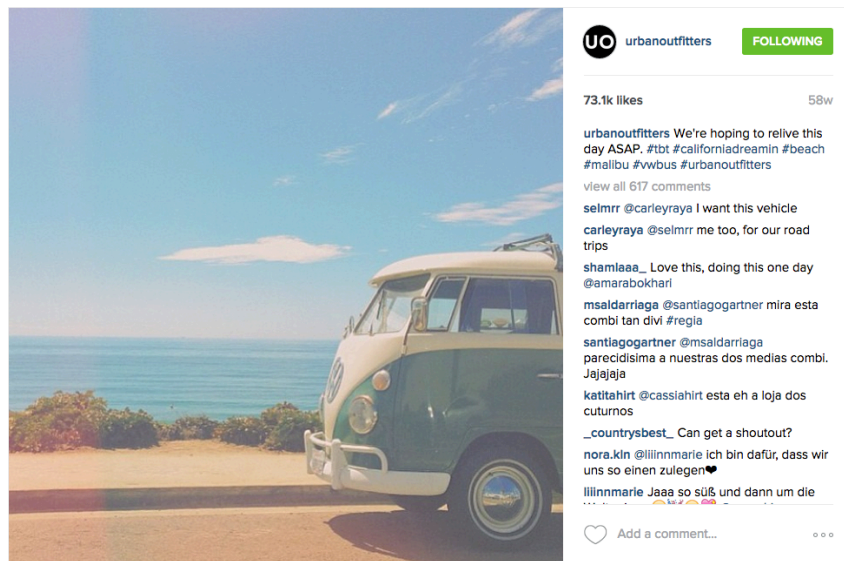 UO urbanoutfitters FOLLOWING
73.1k likes 58w
urbanoutfitters We're hoping to relive this
day ASAP. #tbt #californiadreamin #beach
#malibu #vwbus #urbanoutfitters
view all 617 comments
selmrr @carleyraya I want this vehicle
carleyraya @selmrr me too, for our road
trips
shamlaaa_ Love this, doing this one day
@amarabokhari
msaldarriaga @santiagogartner mira esta
combi tan divi #regia
santiagogartner @msaldarriaga
parecidisima a nuestras dos medias combi.
Jajajaja
katitahirt @cassiahirt esta eh a loja dos
cuturnos
_countrysbest_ Can get a shoutout?
nora.kln @liiinnmarie ich bin dafür, dass wir
uns so einen zulegen❤
liiinnmarie Jaaa so süß und dann um die
Add a comment...